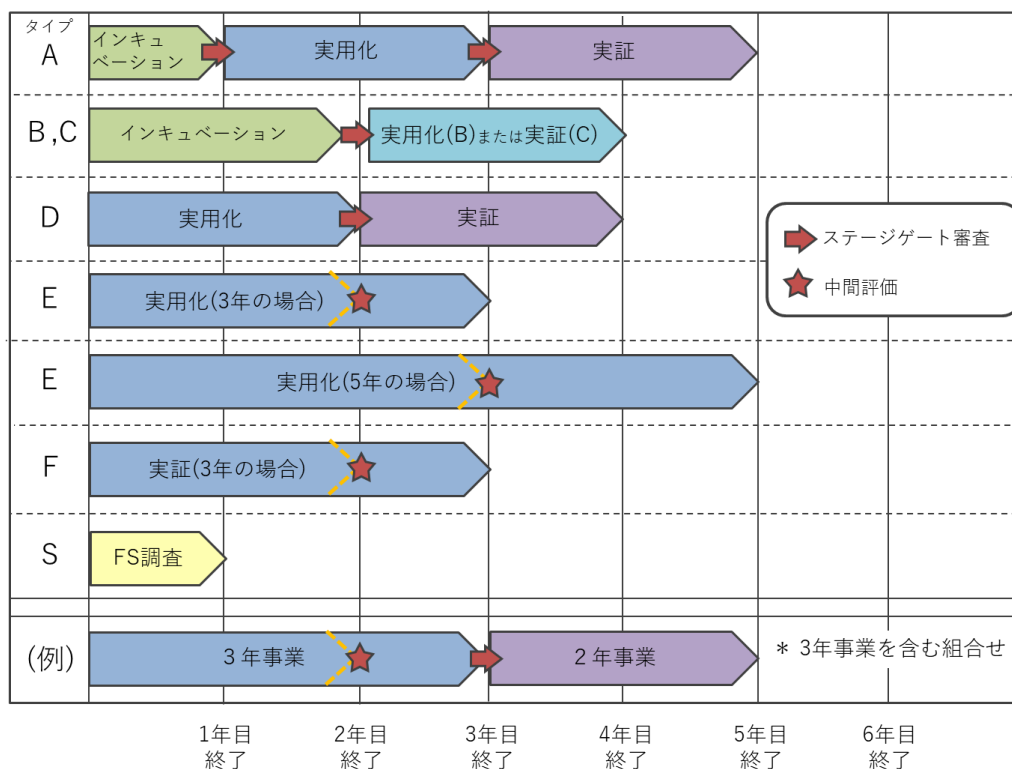 タイプ
A
インキュ
ベーション
実用化
実証
B,C
インキュベーション
実用化(B)または実証(C)
D
実用化
実証
ステージゲート審査
中間評価
E
実用化(3年の場合)
E
実用化(5年の場合)
F
実証(3年の場合)
S
FS調査
(例)
3年事業
2年事業
* 3年事業を含む組合せ
1年目
終了
2年目
終了
3年目
終了
4年目
終了
5年目
終了
6年目
終了